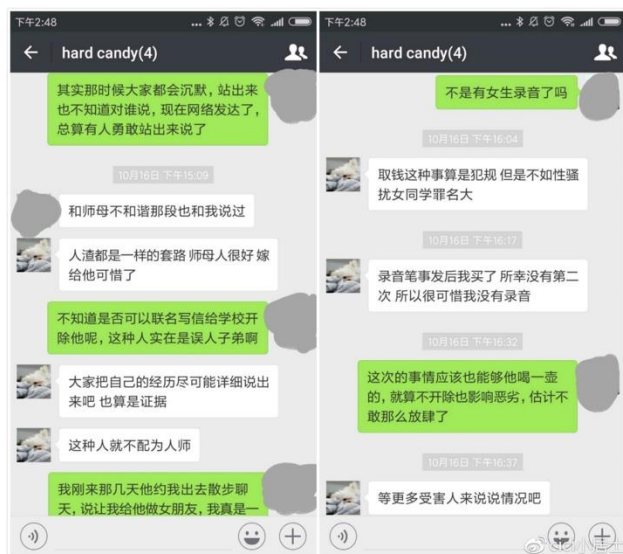 下午2:48
hard candy(4)
其实那时候大家都会沉默，站出来
也不知道对谁说，现在网络发达了，
总算有人勇敢站出来说了
10月16日 下午15:09
和师母不和谐那段也和我说过
人渣都是一样的套路 师母人很好 嫁
给他可惜了
不知道是否可以联名写信给学校开
除他呢，这种人实在是误人子弟啊
大家把自己的经历尽可能详细说出
来吧 也算是证据
这种人就不配为人师
我刚来那几天他约我出去散步聊
天，说让我给他做女朋友，我真是一
下午2:48
hard candy(4)
不是有女生录音了吗
10月16日 下午16:04
取钱这种事算是犯规 但是不如性骚
扰女同学罪名大
10月16日 下午16:17
录音笔事发后我买了 所幸没有第二
次 所以很可惜我没有录音
10月16日 下午16:32
这次的事情应该也能够他喝一壶
的，就算不开除也影响恶劣，估计不
敢那么放肆了
10月16日 下午16:37
等更多受害人来说说情况吧